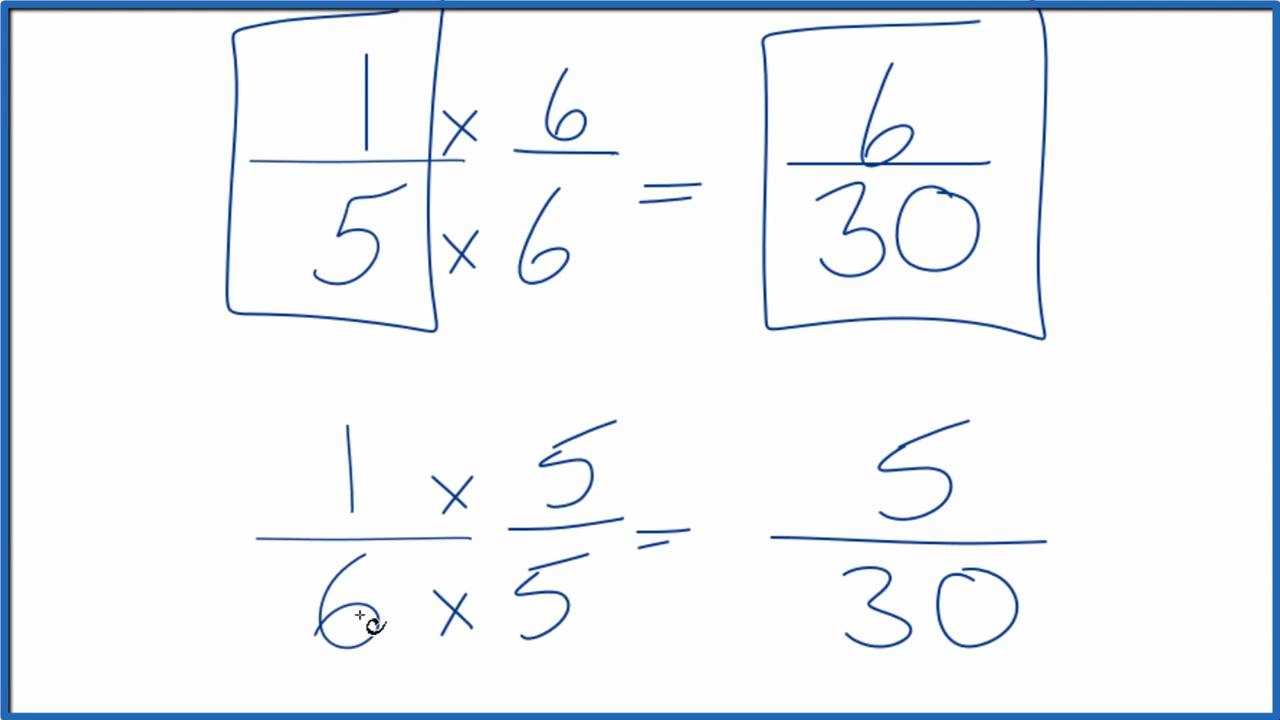 1 × 6 = 6
5 × 6 30
1 × 5 = 5
6 × 5 30